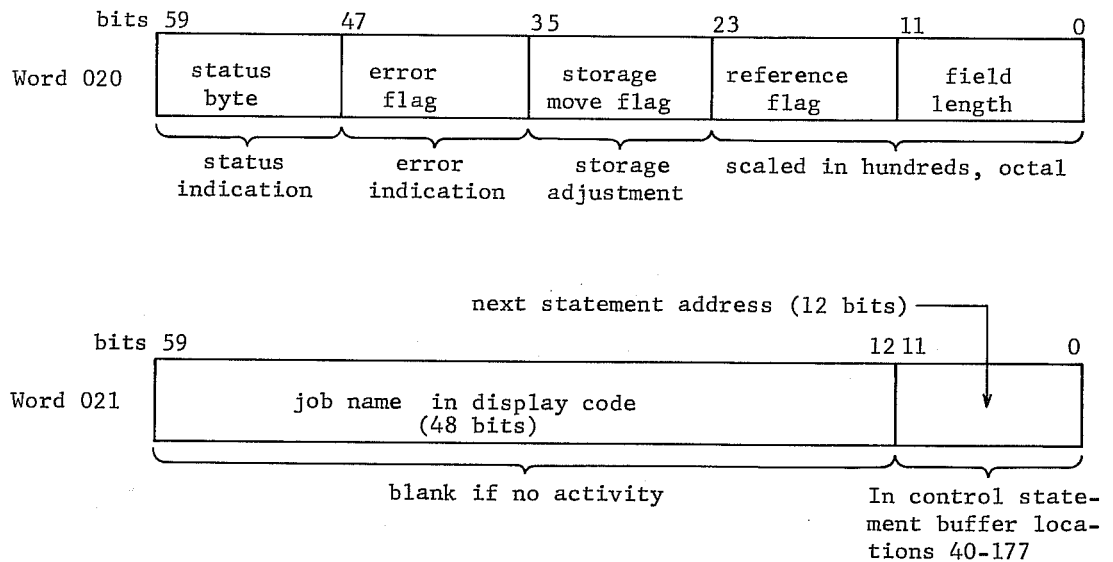 bits 59 47 35 23 11 0
Word 020
status byte
error flag
storage move flag
reference flag
field length
status indication
error indication
storage adjustment
scaled in hundreds, octal
next statement address (12 bits)
bits 59 12 11 0
Word 021
job name in display code
(48 bits)
blank if no activity
In control state-
ment buffer loca-
tions 40-177